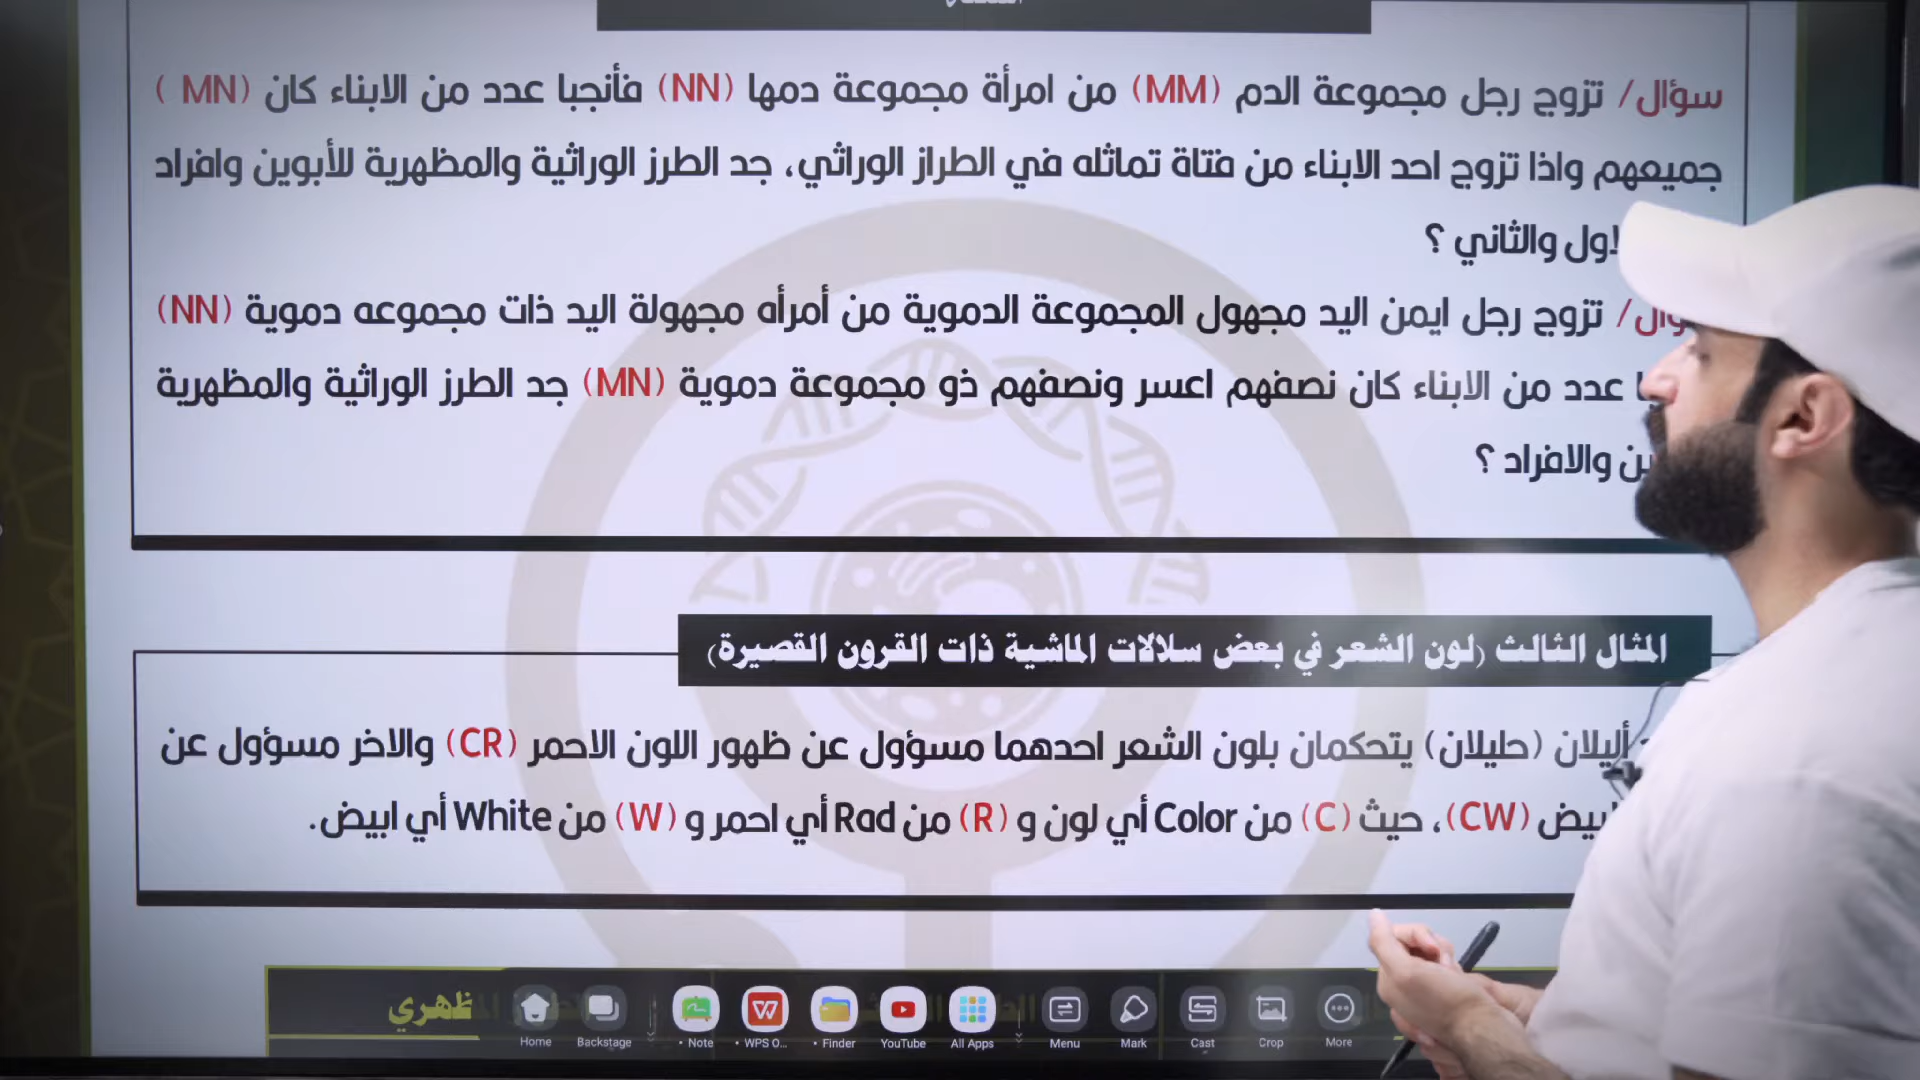 سؤال/ تزوج رجل مجموعة الدم (MM) من امرأة مجموعة دمها (NN) فأنجبا عدد من الابناء كان (MN )
جميعهم واذا تزوج احد الابناء من فتاة تماثله في الطراز الوراثي، جد الطرز الوراثية والمظهرية للأبوين وافراد
والثاني ؟
تزوج رجل ايمن اليد مجهول المجموعة الدموية من أمرأه مجهولة اليد ذات مجموعه دموية (NN)
عدد من الابناء كان نصفهم اعسر ونصفهم ذو مجموعة دموية (MN) جد الطرز الوراثية والمظهرية
والافراد ؟
المثال الثالث (لون الشعر في بعض سلالات الماشية ذات القرون القصيرة)
أليلان (حليلان) يتحكمان بلون الشعر احدهما مسؤول عن ظهور اللون الاحمر (CR) والاخر مسؤول عن
(CW)، حيث (C) من Color أي لون و (R) من Rad أي احمر و (W) من White أي ابيض.
Home
Backstage
• Note
• WPS O...
• Finder
YouTube
All Apps
Menu
Mark
Cast
Crop
More